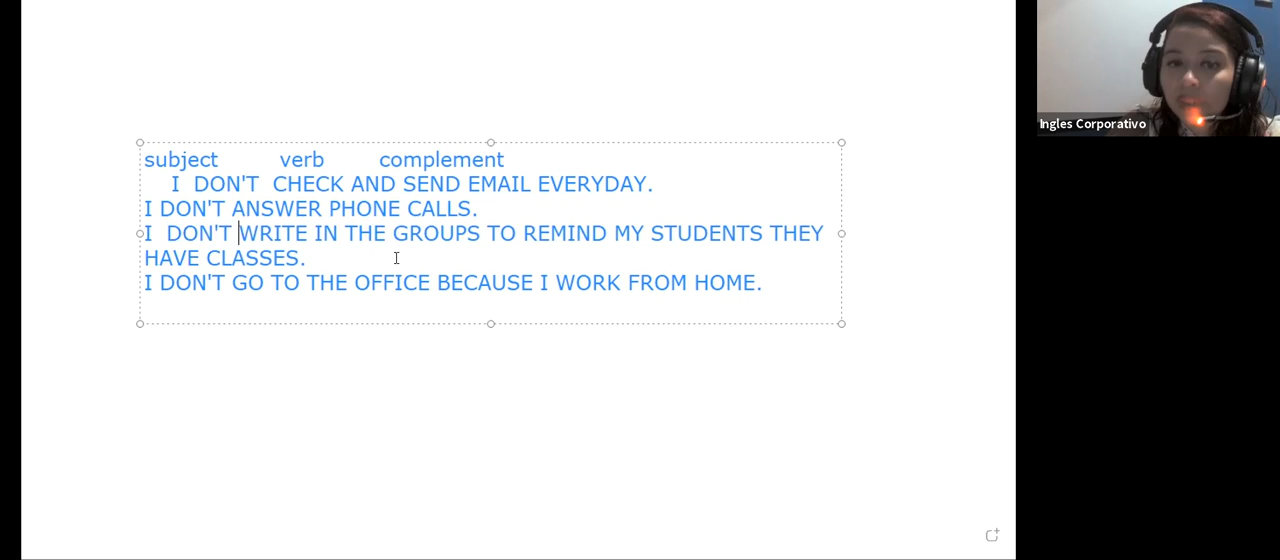 subject verb complement
I DON'T CHECK AND SEND EMAIL EVERYDAY.
I DON'T ANSWER PHONE CALLS.
I DON'T WRITE IN THE GROUPS TO REMIND MY STUDENTS THEY
HAVE CLASSES.
I DON'T GO TO THE OFFICE BECAUSE I WORK FROM HOME.
Ingles Corporativo